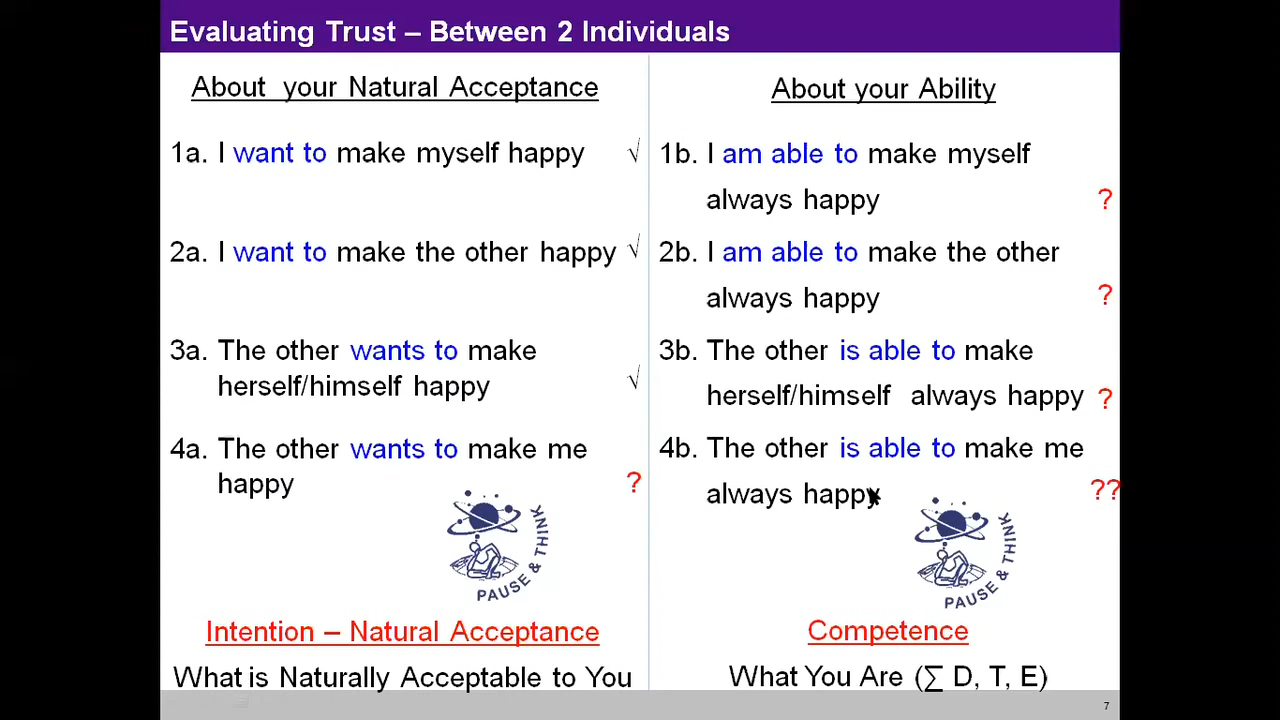 Evaluating Trust – Between 2 Individuals
About your Natural Acceptance
1a. I want to make myself happy √
2a. I want to make the other happy √
3a. The other wants to make
herself/himself happy √
4a. The other wants to make me
happy ?
PAUSE & THINK
Intention – Natural Acceptance
What is Naturally Acceptable to You
About your Ability
1b. I am able to make myself
always happy ?
2b. I am able to make the other
always happy ?
3b. The other is able to make
herself/himself always happy ?
4b. The other is able to make me
always happy ??
PAUSE & THINK
Competence
What You Are (∑ D, T, E)
7